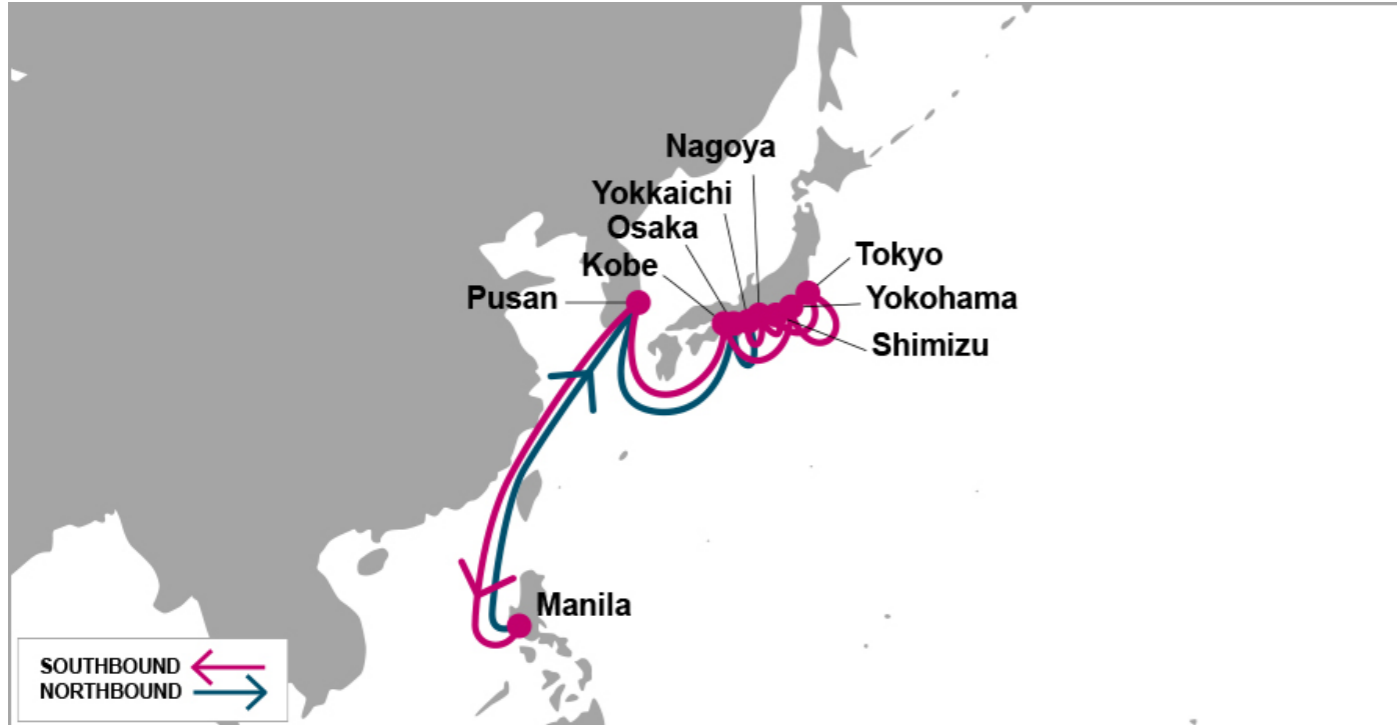 Nagoya
Yokkaichi
Osaka
Kobe
Tokyo
Pusan
Yokohama
Shimizu
Manila
SOUTHBOUND
NORTHBOUND